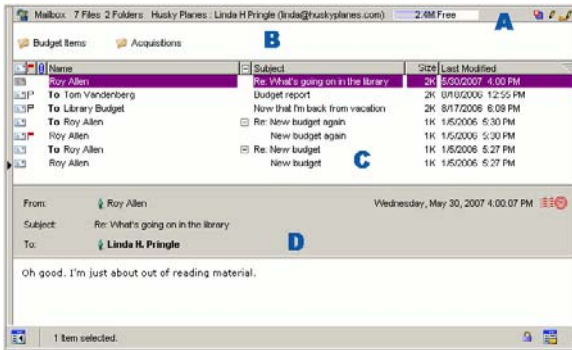 Mailbox 7 Files 2 Folders Husky Planes : Linda H Pringle (linda@huskyplanes.com) 2.4M Free A
Budget Items Acquistions B
Name Subject Size Last Modified
Roy Allen Re: What's going on in the library 2K 5/30/2007 4:00 PM
To Tom Vandenberg Budget report 2K 8/18/2006 12:55 PM
To Library Budget Now that I'm back from vacation 2K 8/17/2006 6:09 PM
To Roy Allen Re: New budget again 1K 1/5/2006 5:30 PM
Roy Allen New budget again 1K 1/5/2006 5:30 PM
To Roy Allen Re: New budget 1K 1/5/2006 5:27 PM
Roy Allen New budget 1K 1/5/2006 5:27 PM
C
From: Roy Allen Wednesday, May 30, 2007 4:00:07 PM
Subject: Re: What's going on in the library
To: Linda H. Pringle D
Oh good. I'm just about out of reading material.
1 Item selected.